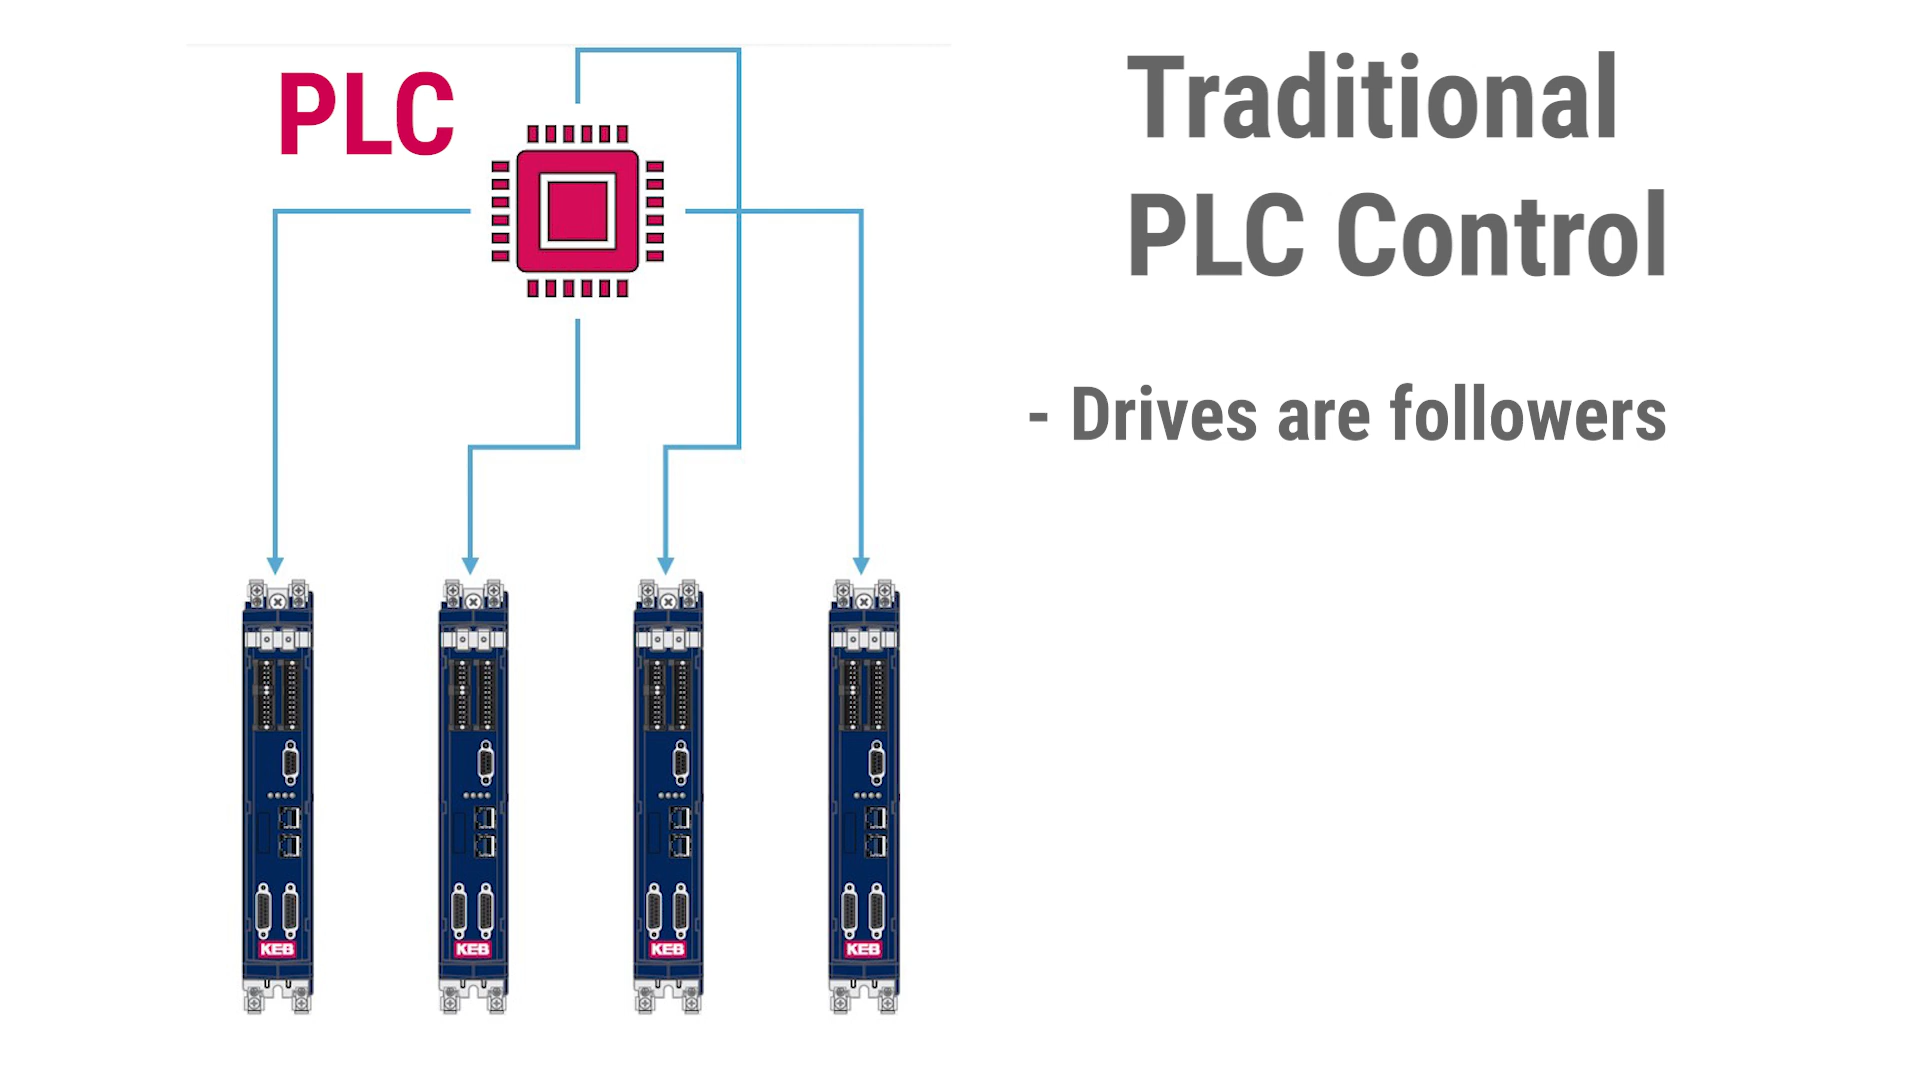 PLC
Traditional
PLC Control
- Drives are followers
KEB
KEB
KEB
KEB